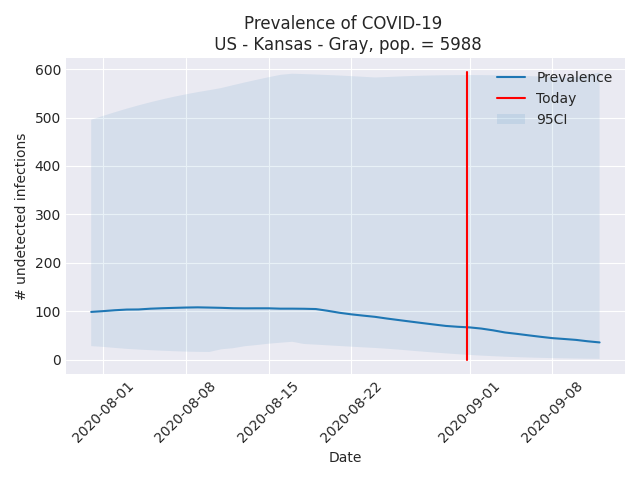 Prevalence of COVID-19
US - Kansas - Gray, pop. = 5988
# undetected infections
600
500
400
300
200
100
0
Prevalence
Today
95CI
2020-08-01
2020-08-08
2020-08-15
2020-08-22
2020-09-01
2020-09-08
Date